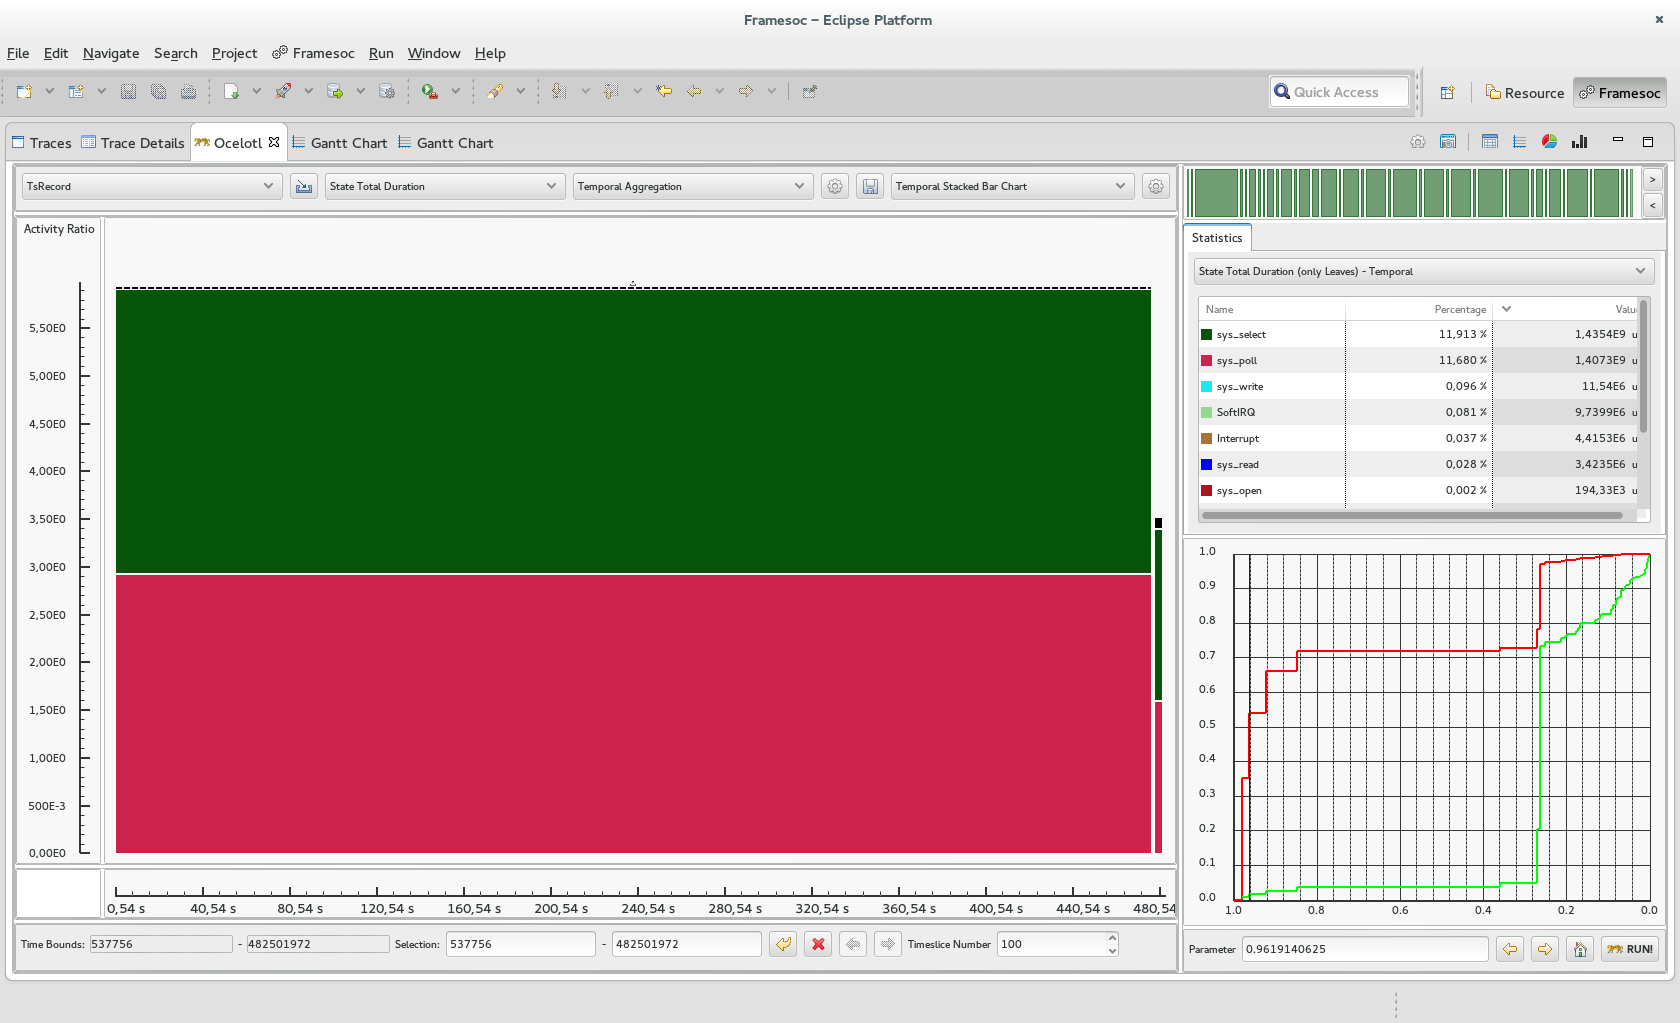 Framesoc – Eclipse Platform
File Edit Navigate Search Project Framesoc Run Window Help
Quick Access
Resource
Framesoc
Traces
Trace Details
Ocelotl
Gantt Chart
Gantt Chart
TsRecord
State Total Duration
Temporal Aggregation
Temporal Stacked Bar Chart
Activity Ratio
5,50E0
5,00E0
4,50E0
4,00E0
3,50E0
3,00E0
2,50E0
2,00E0
1,50E0
1,00E0
500E-3
0,00E0
0,54 s 40,54 s 80,54 s 120,54 s 160,54 s 200,54 s 240,54 s 280,54 s 320,54 s 360,54 s 400,54 s 440,54 s 480,54
Time Bounds: 537756 - 482501972 Selection: 537756 - 482501972 Timeslice Number 100
>
<
Statistics
State Total Duration (only Leaves) - Temporal
Name Percentage Valu
sys_select 11,913 % 1,4354E9 u
sys_poll 11,680 % 1,4073E9 u
sys_write 0,096 % 11,54E6 u
SoftIRQ 0,081 % 9,7399E6 u
Interrupt 0,037 % 4,4153E6 u
sys_read 0,028 % 3,4235E6 u
sys_open 0,002 % 194,33E3 u
1.0
0.9
0.8
0.7
0.6
0.5
0.4
0.3
0.2
0.1
0.0
1.0 0.8 0.6 0.4 0.2 0.0
Parameter 0.9619140625 RUN!